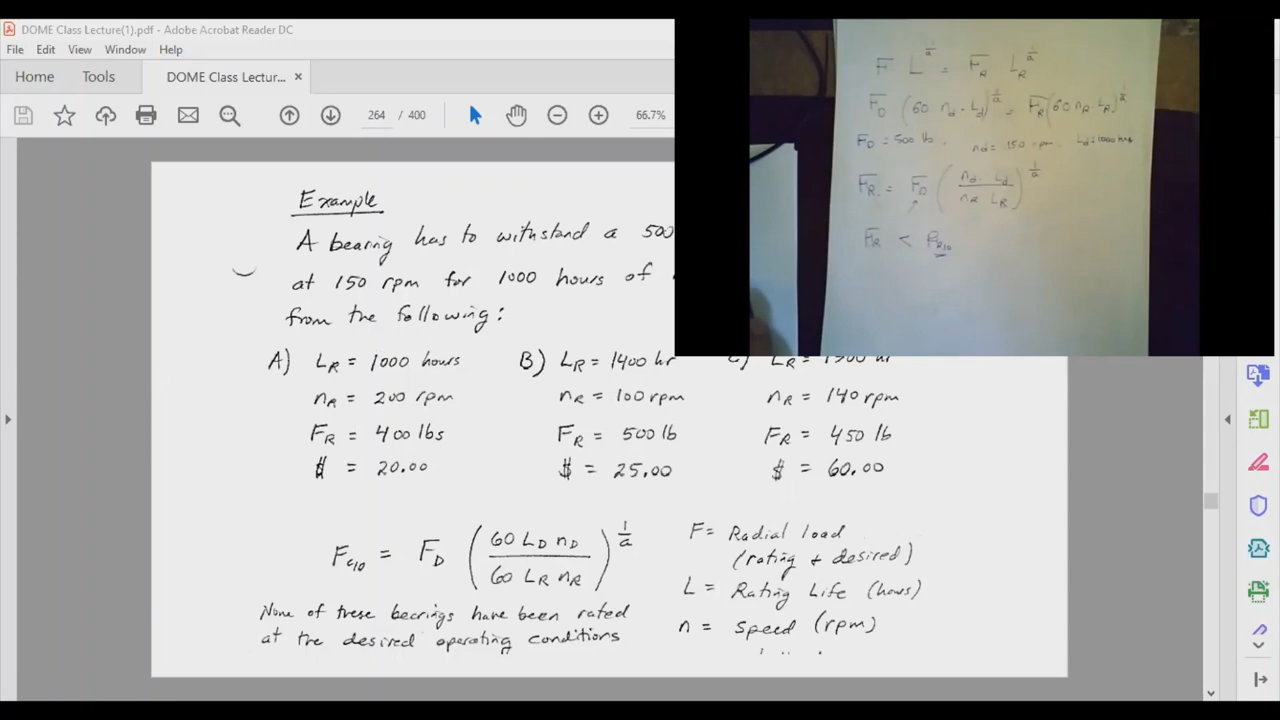 DOME Class Lecture(1).pdf - Adobe Acrobat Reader DC
File Edit View Window Help
Home Tools DOME Class Lectur... ×
264 / 400 66.7%
Example
A bearing has to withstand a 500
at 150 rpm for 1000 hours of
from the following:
A) LR = 1000 hours
nR = 200 rpm
FR = 400 lbs
$ = 20.00
B) LR = 1400 hr
nR = 100 rpm
FR = 500 lb
$ = 25.00
nR = 140 rpm
FR = 450 lb
$ = 60.00
FC10 = FD (60 LD nD / 60 LR nR)^1/a
F = Radial load
(rating + desired)
L = Rating Life (hours)
n = speed (rpm)
None of these bearings have been rated
at the desired operating conditions
F L^1/a = FR LR^1/a
FD (60 nd · Ld)^1/a = FR (60 nR · LR)^1/a
FD = 500 lb. nd = 150 rpm. Ld = 1000 hrs
FR = FD (nd · Ld / nR LR)^1/a
FR <